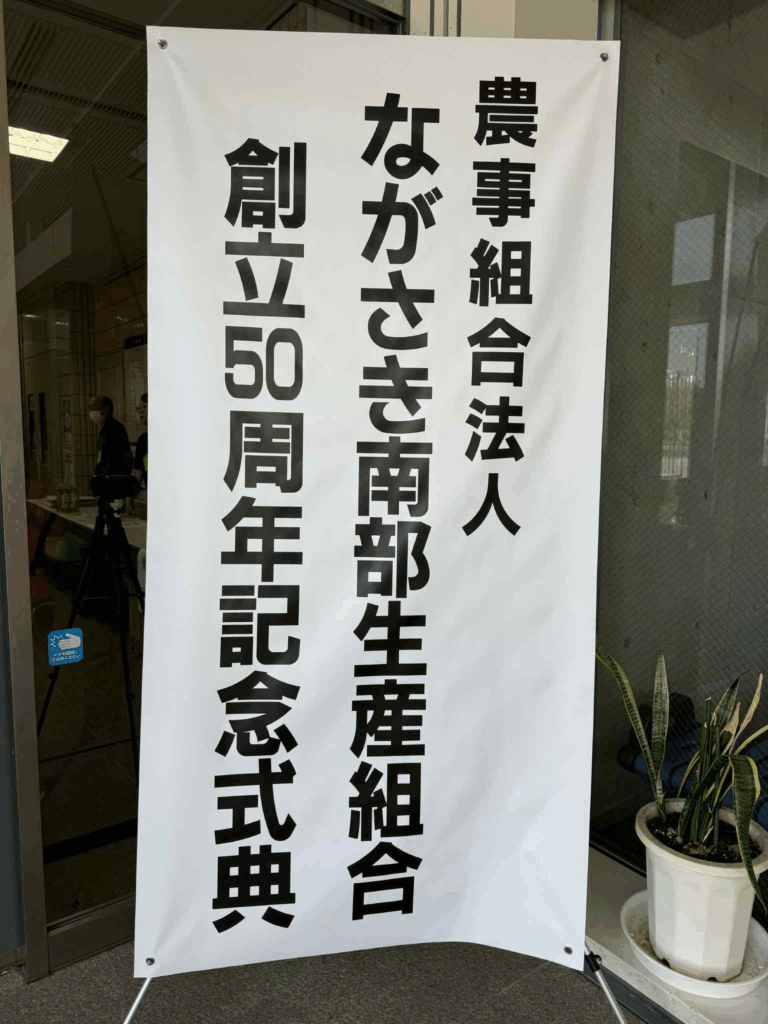 農事組合法人
ながさき南部生産組合
創立50周年記念式典